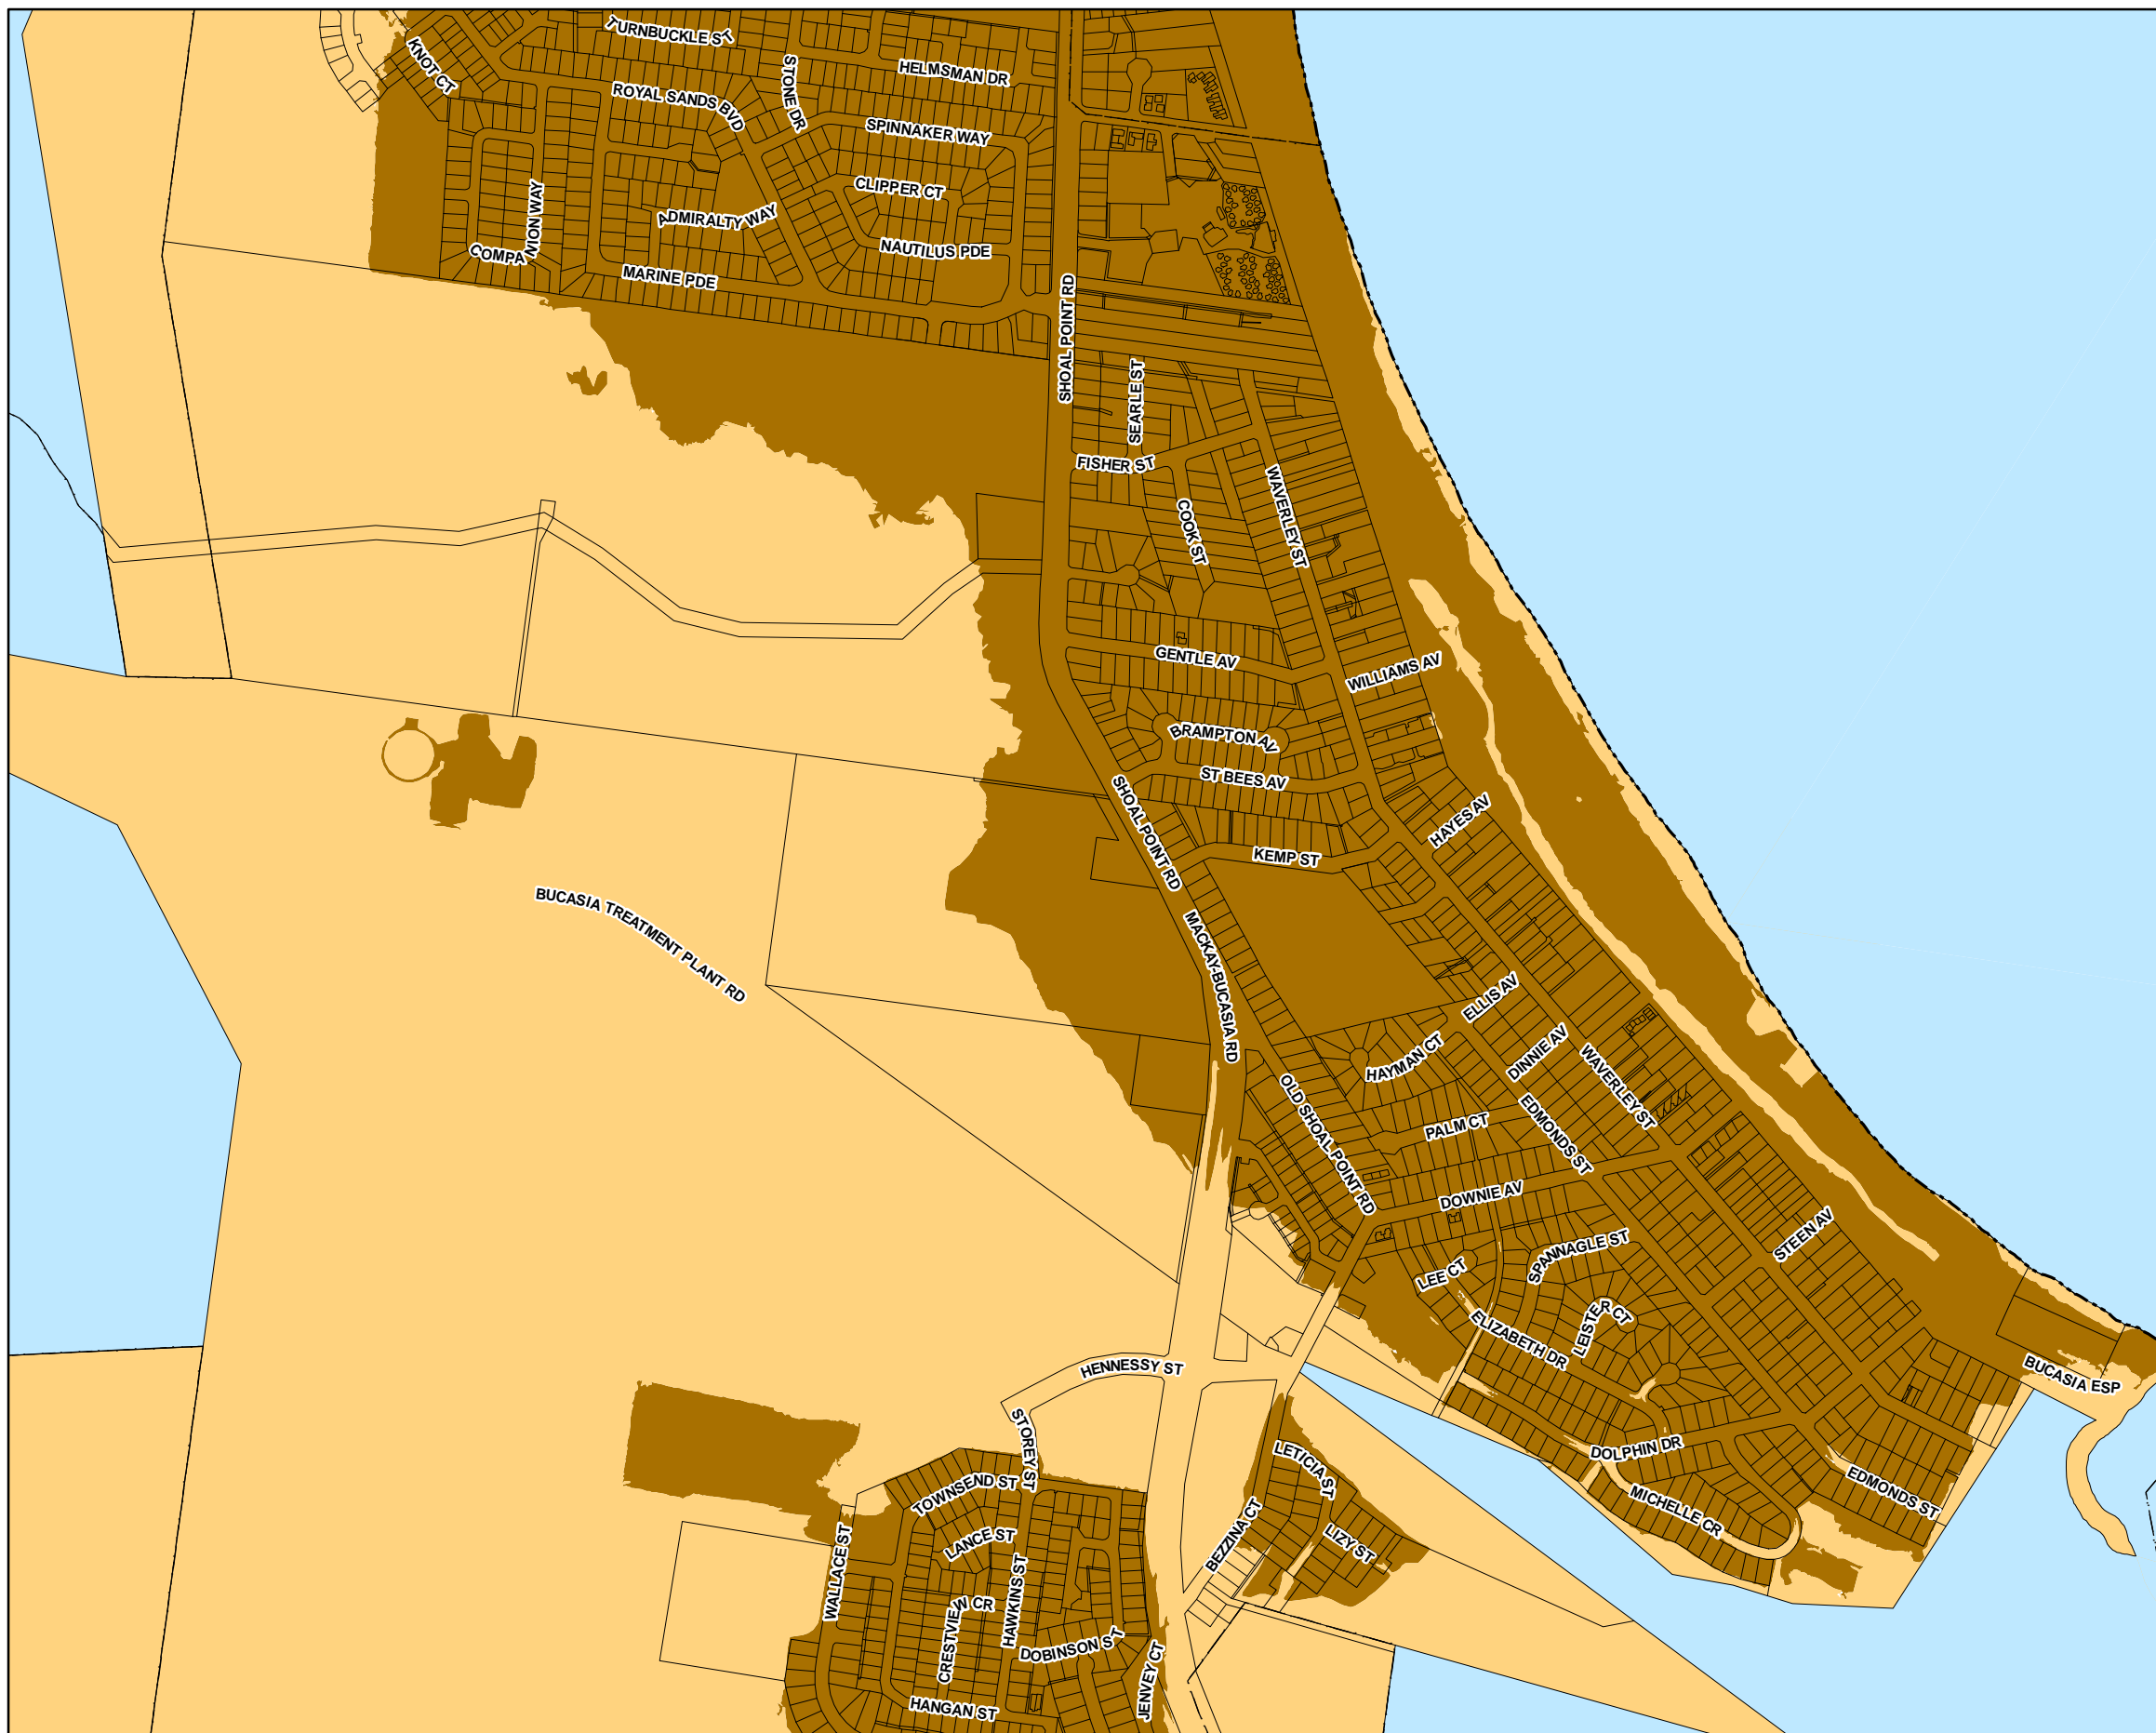 TURNBUCKLE ST
KNOT CT
STONE DR
HELMSMAN DR
ROYAL SANDS BVD
SPINNAKER WAY
CLIPPER CT
COMPANION WAY
ADMIRALTY WAY
NAUTILUS PDE
MARINE PDE
SHOAL POINT RD
SEARLE ST
FISHER ST
WAVERLEY ST
COOK ST
GENTLE AV
WILLIAMS AV
BRAMPTON AV
ST BEES AV
SHOAL POINT RD
HAYES AV
KEMP ST
BUCASIA TREATMENT PLANT RD
MACKAY-BUCASIA RD
ELLIS AV
HAYMAN CT
DINNIE AV
WAVERLEY ST
OLD SHOAL POINT RD
EDMONDS ST
PALM CT
DOWNIE AV
STEEN AV
SPANNAGLE ST
LEE CT
LEISTER CT
ELIZABETH DR
HENNESSY ST
BUCASIA ESP
STOREY ST
DOLPHIN DR
LETICIA ST
TOWNSEND ST
EDMONDS ST
MICHELLE CR
BEZZINA CT
LIZY ST
LANCE ST
WALLACE ST
HAWKINS ST
CRESTVIEW CR
DOBINSON ST
JENVEY CT
HANGAN ST